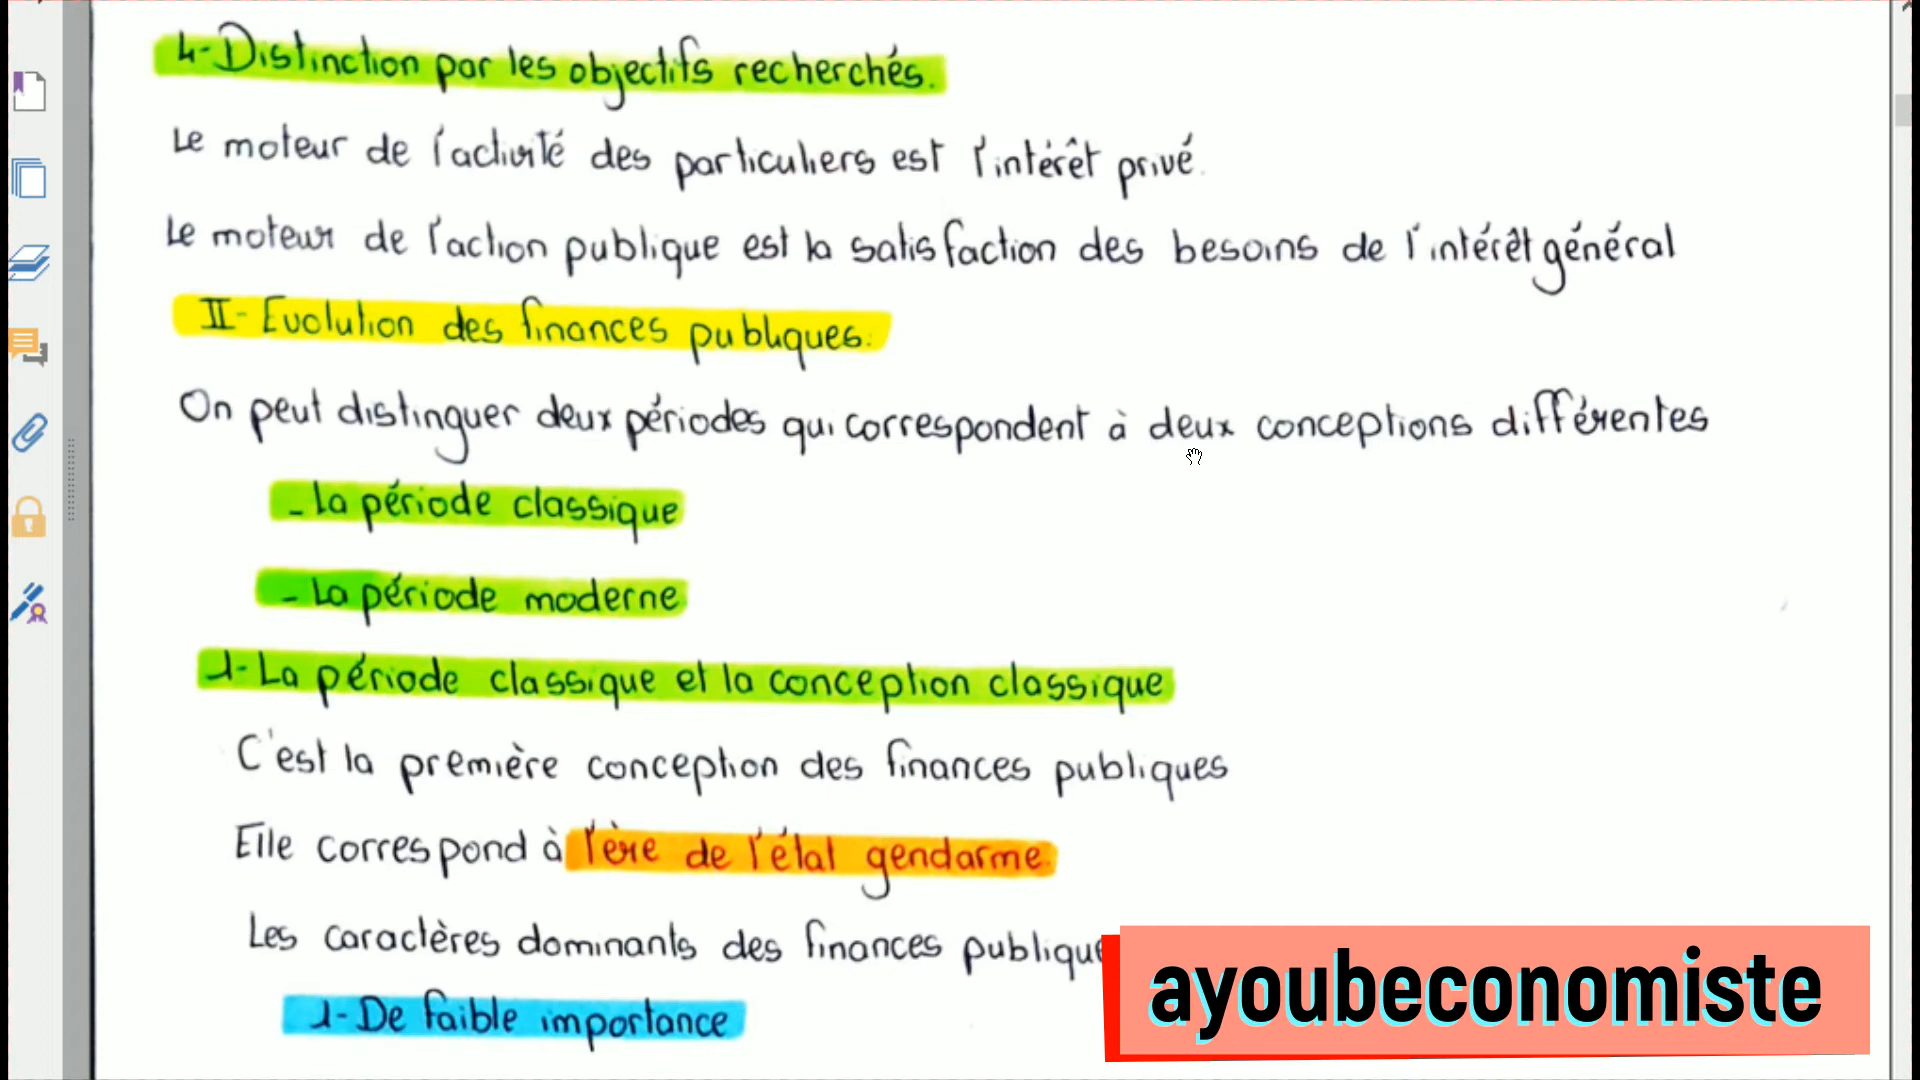 4-Distinction par les objectifs recherchés.
Le moteur de l'activité des particuliers est l'intérêt privé.
Le moteur de l'action publique est la satisfaction des besoins de l'intérêt général
II- Evolution des finances publiques.
On peut distinguer deux périodes qui correspondent à deux conceptions différentes
- la période classique
- La période moderne
1- La période classique et la conception classique
C'est la première conception des finances publiques
Elle correspond à l'ère de l'état gendarme.
Les caractères dominants des finances publique
1- De faible importance
ayoubeconomiste